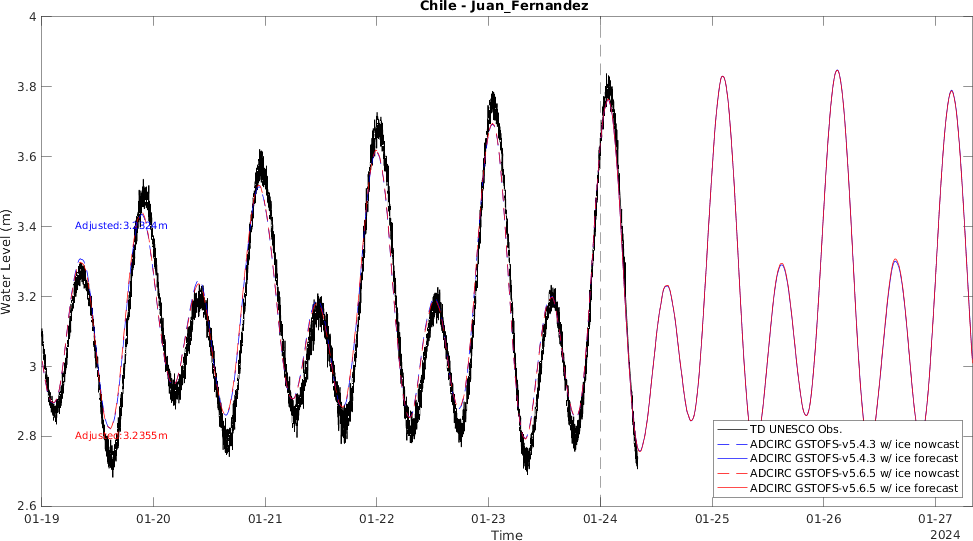 Chile - Juan_Fernandez
Water Level (m)
4
3.8
3.6
3.4
3.2
3
2.8
2.6
Adjusted:3.2324m
Adjusted:3.2355m
TD UNESCO Obs.
ADCIRC GSTOFS-v5.4.3 w/ ice nowcast
ADCIRC GSTOFS-v5.4.3 w/ ice forecast
ADCIRC GSTOFS-v5.6.5 w/ ice nowcast
ADCIRC GSTOFS-v5.6.5 w/ ice forecast
01-19 01-20 01-21 01-22 01-23 01-24 01-25 01-26 01-27
Time
2024